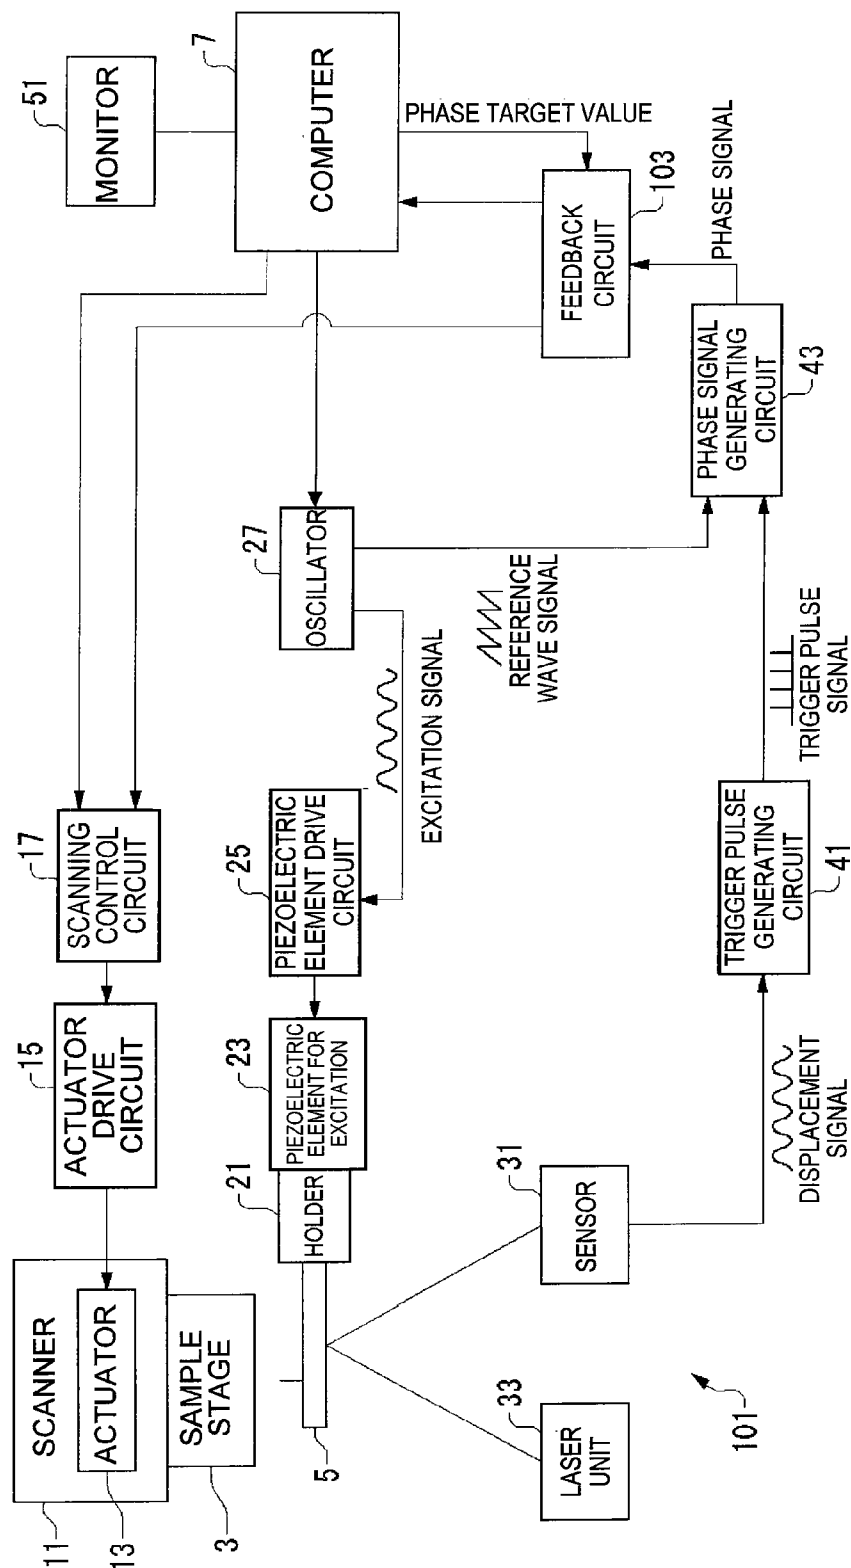 51
MONITOR
7
COMPUTER
PHASE TARGET VALUE
103
FEEDBACK
CIRCUIT
PHASE SIGNAL
43
PHASE SIGNAL
GENERATING
CIRCUIT
27
OSCILLATOR
REFERENCE
WAVE SIGNAL
EXCITATION SIGNAL
17
SCANNING
CONTROL
CIRCUIT
25
PIEZOELECTRIC
ELEMENT DRIVE
CIRCUIT
TRIGGER PULSE
SIGNAL
TRIGGER PULSE
GENERATING
CIRCUIT
41
15
ACTUATOR
DRIVE
CIRCUIT
23
PIEZOELECTRIC
ELEMENT FOR
EXCITATION
21
HOLDER
31
SENSOR
DISPLACEMENT
SIGNAL
SCANNER
ACTUATOR
SAMPLE
STAGE
11
13
3
5
33
LASER
UNIT
101